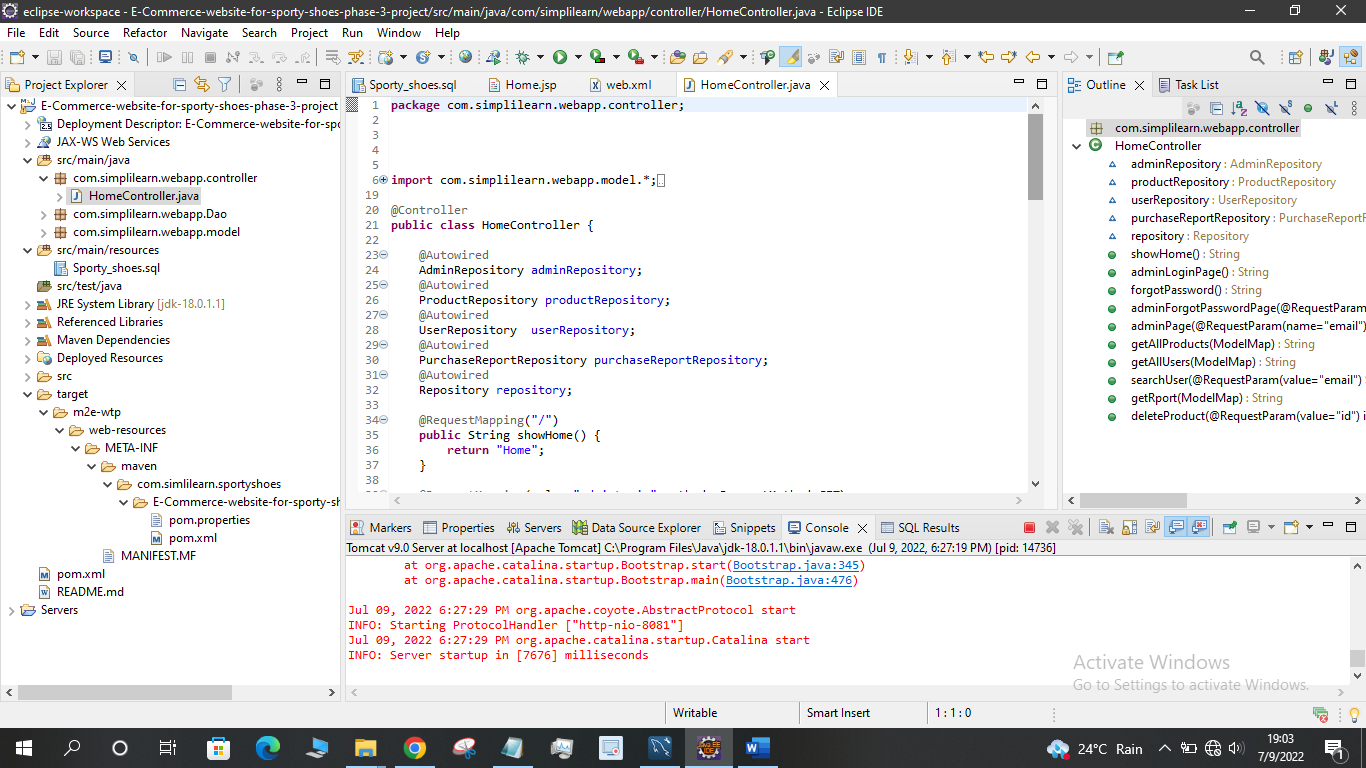 eclipse-workspace - E-Commerce-website-for-sporty-shoes-phase-3-project/src/main/java/com/simplilearn/webapp/controller/HomeController.java - Eclipse IDE
File Edit Source Refactor Navigate Search Project Run Window Help
Project Explorer
E-Commerce-website-for-sporty-shoes-phase-3-project
Deployment Descriptor: E-Commerce-website-for-spo
JAX-WS Web Services
src/main/java
com.simplilearn.webapp.controller
HomeController.java
com.simplilearn.webapp.Dao
com.simplilearn.webapp.model
src/main/resources
Sporty_shoes.sql
src/test/java
JRE System Library [jdk-18.0.1.1]
Referenced Libraries
Maven Dependencies
Deployed Resources
src
target
m2e-wtp
web-resources
META-INF
maven
com.simlilearn.sportyshoes
E-Commerce-website-for-sporty-sh
pom.properties
pom.xml
MANIFEST.MF
pom.xml
README.md
Servers
Sporty_shoes.sql Home.jsp web.xml HomeController.java
1 package com.simplilearn.webapp.controller;
2
3
4
5
6 import com.simplilearn.webapp.model.*;
19
20 @Controller
21 public class HomeController {
22
23 @Autowired
24 AdminRepository adminRepository;
25 @Autowired
26 ProductRepository productRepository;
27 @Autowired
28 UserRepository userRepository;
29 @Autowired
30 PurchaseReportRepository purchaseReportRepository;
31 @Autowired
32 Repository repository;
33
34 @RequestMapping("/")
35 public String showHome() {
36 return "Home";
37 }
38
Outline Task List
com.simplilearn.webapp.controller
HomeController
adminRepository : AdminRepository
productRepository : ProductRepository
userRepository : UserRepository
purchaseReportRepository : PurchaseReportF
repository : Repository
showHome() : String
adminLoginPage() : String
forgotPassword() : String
adminForgotPasswordPage(@RequestParam
adminPage(@RequestParam(name="email")
getAllProducts(ModelMap) : String
getAllUsers(ModelMap) : String
searchUser(@RequestParam(value="email")
getRport(ModelMap) : String
deleteProduct(@RequestParam(value="id") i
Markers Properties Servers Data Source Explorer Snippets Console SQL Results
Tomcat v9.0 Server at localhost [Apache Tomcat] C:\Program Files\Java\jdk-18.0.1.1\bin\javaw.exe (Jul 9, 2022, 6:27:19 PM) [pid: 14736]
at org.apache.catalina.startup.Bootstrap.start(Bootstrap.java:345)
at org.apache.catalina.startup.Bootstrap.main(Bootstrap.java:476)
Jul 09, 2022 6:27:29 PM org.apache.coyote.AbstractProtocol start
INFO: Starting ProtocolHandler ["http-nio-8081"]
Jul 09, 2022 6:27:29 PM org.apache.catalina.startup.Catalina start
INFO: Server startup in [7676] milliseconds
Activate Windows
Go to Settings to activate Windows.
Writable Smart Insert 1 : 1 : 0
24°C Rain
19:03
7/9/2022
1